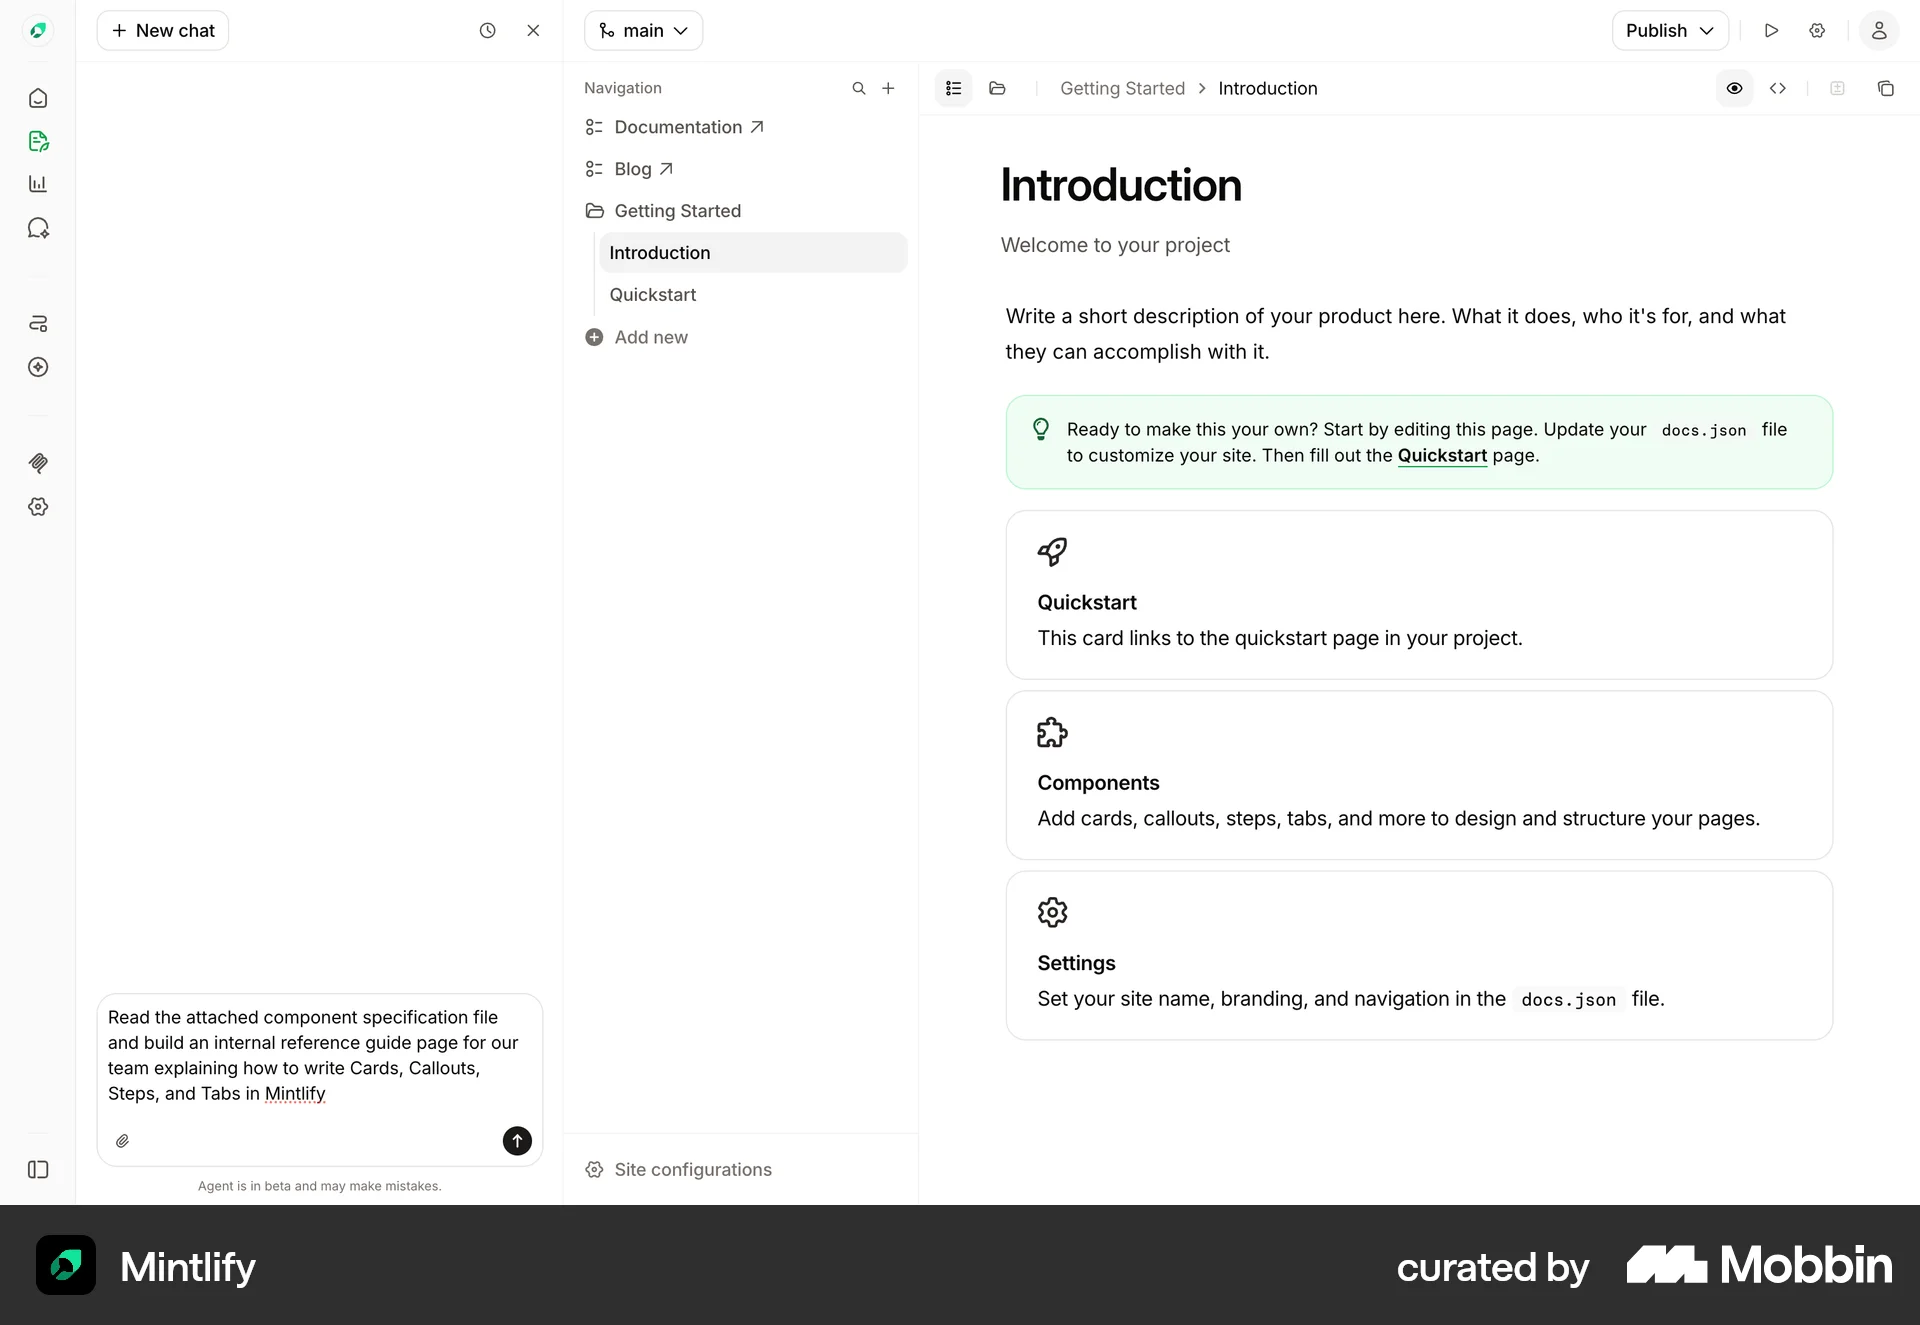 New chat
main
Publish
Navigation
Documentation
Blog
Getting Started
Introduction
Quickstart
Add new
Getting Started > Introduction
Introduction
Welcome to your project
Write a short description of your product here. What it does, who it's for, and what
they can accomplish with it.
Ready to make this your own? Start by editing this page. Update your docs.json file
to customize your site. Then fill out the Quickstart page.
Quickstart
This card links to the quickstart page in your project.
Components
Add cards, callouts, steps, tabs, and more to design and structure your pages.
Settings
Set your site name, branding, and navigation in the docs.json file.
Read the attached component specification file
and build an internal reference guide page for our
team explaining how to write Cards, Callouts,
Steps, and Tabs in Mintlify
Agent is in beta and may make mistakes.
Site configurations
Mintlify
curated by Mobbin